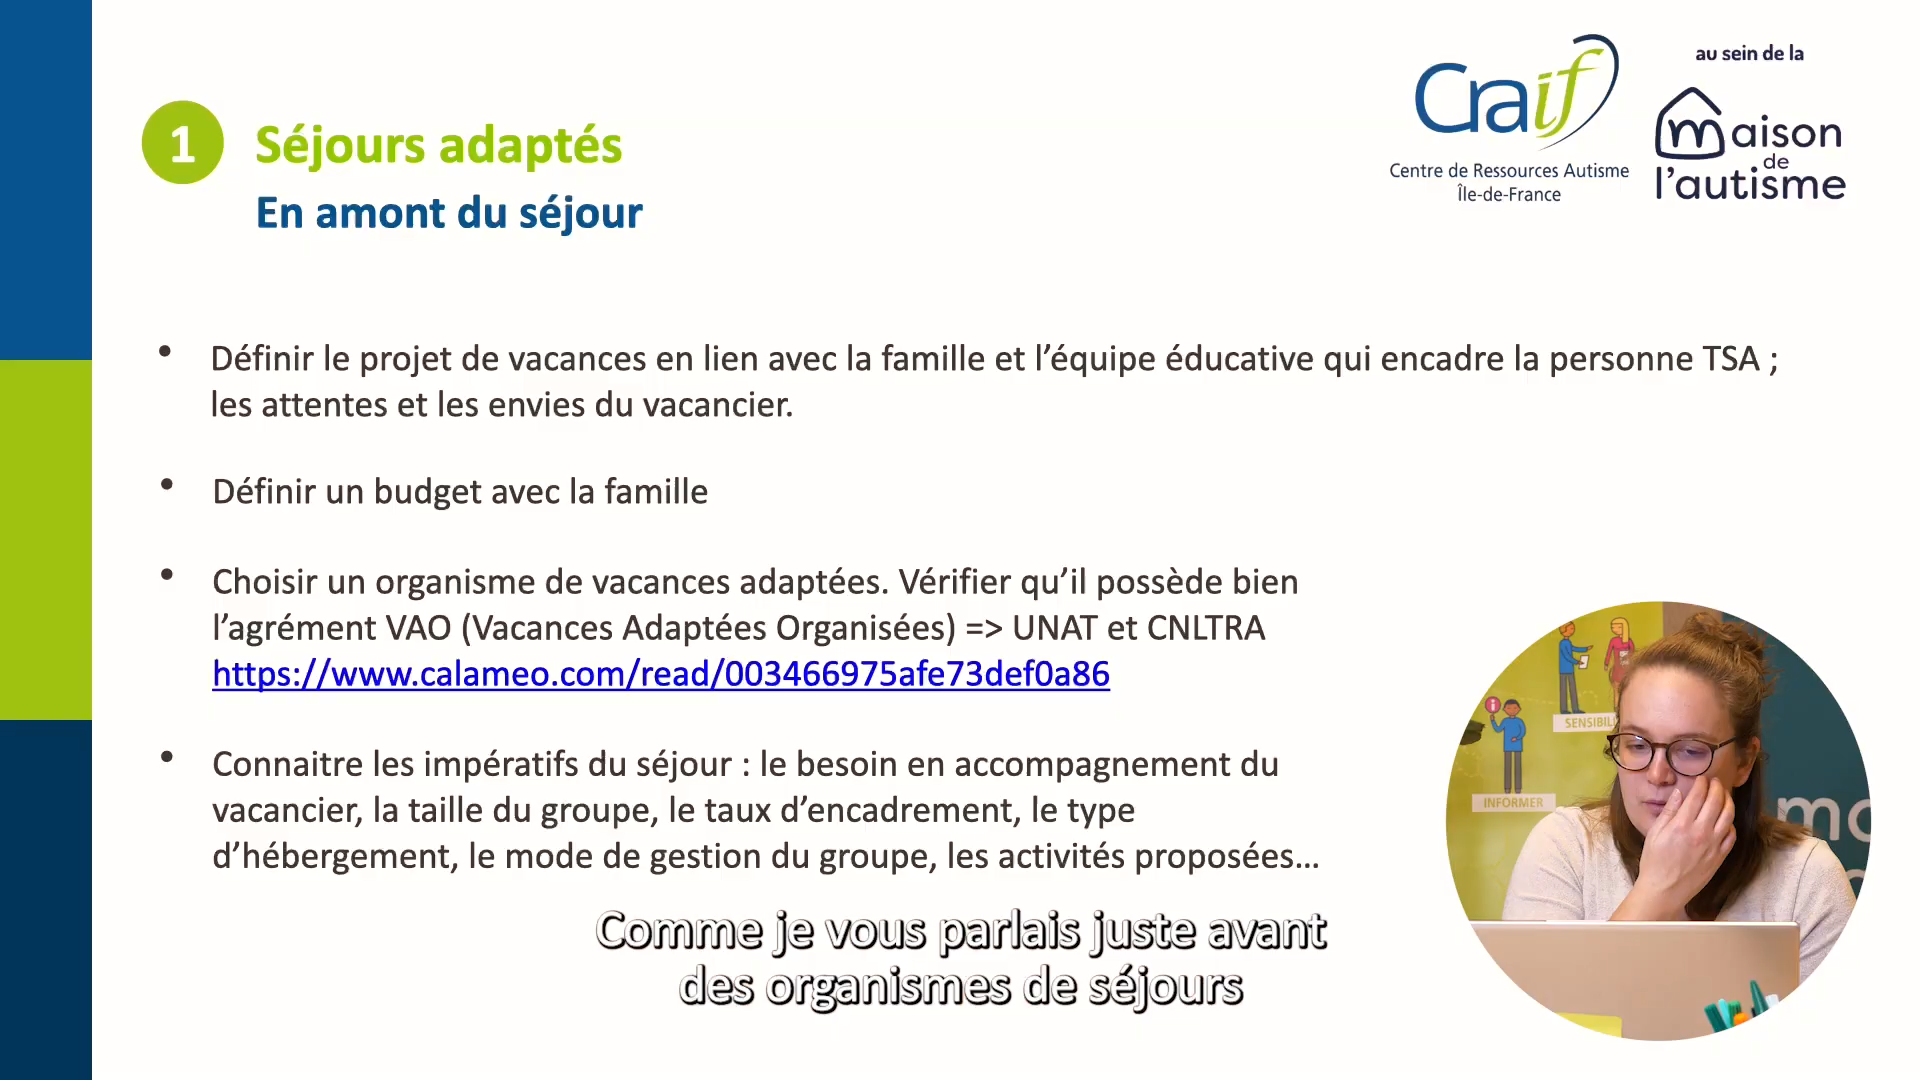 1 Séjours adaptés
En amont du séjour
Craif
Centre de Ressources Autisme
Île-de-France
au sein de la
maison
de
l'autisme
• Définir le projet de vacances en lien avec la famille et l'équipe éducative qui encadre la personne TSA ;
les attentes et les envies du vacancier.
• Définir un budget avec la famille
• Choisir un organisme de vacances adaptées. Vérifier qu'il possède bien
l'agrément VAO (Vacances Adaptées Organisées) => UNAT et CNLTRA
https://www.calameo.com/read/003466975afe73def0a86
• Connaitre les impératifs du séjour : le besoin en accompagnement du
vacancier, la taille du groupe, le taux d'encadrement, le type
d'hébergement, le mode de gestion du groupe, les activités proposées…
SENSIBIL
INFORMER
Comme je vous parlais juste avant
des organismes de séjours